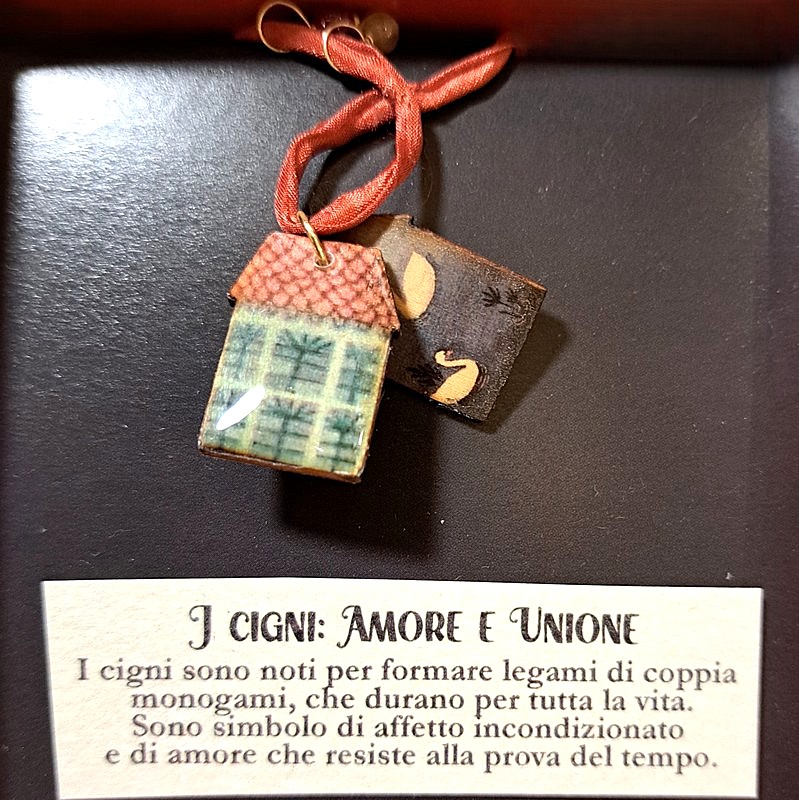 I cigni: Amore e Unione
I cigni sono noti per formare legami di coppia
monogami, che durano per tutta la vita.
Sono simbolo di affetto incondizionato
e di amore che resiste alla prova del tempo.